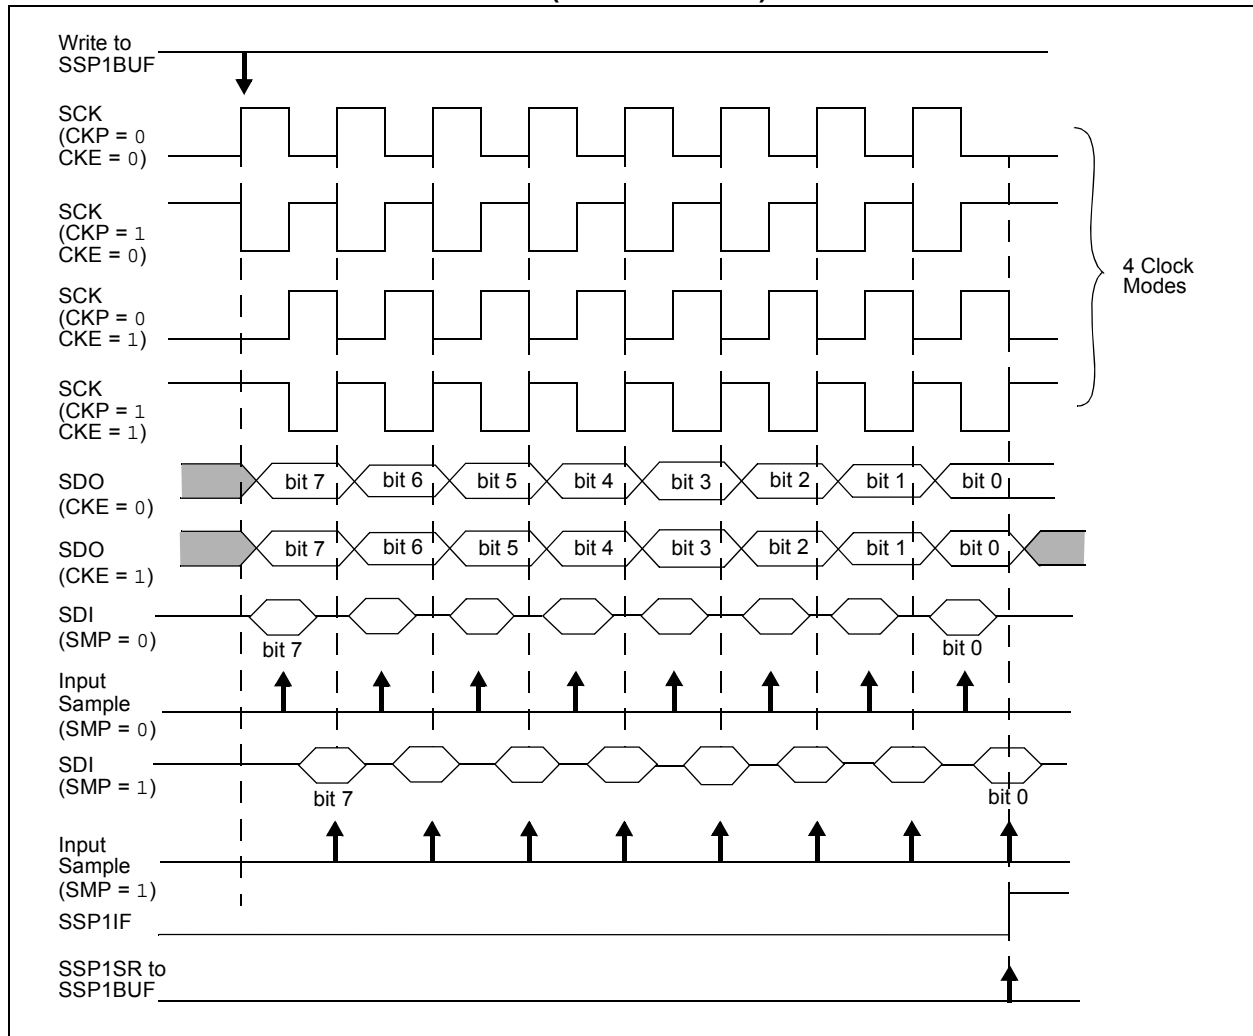 Write to
SSP1BUF
SCK
(CKP = 0
CKE = 0)
SCK
(CKP = 1
CKE = 0)
SCK
(CKP = 0
CKE = 1)
SCK
(CKP = 1
CKE = 1)
4 Clock
Modes
SDO
(CKE = 0)
bit 7 bit 6 bit 5 bit 4 bit 3 bit 2 bit 1 bit 0
SDO
(CKE = 1)
bit 7 bit 6 bit 5 bit 4 bit 3 bit 2 bit 1 bit 0
SDI
(SMP = 0)
bit 7 bit 0
Input
Sample
(SMP = 0)
SDI
(SMP = 1)
bit 7 bit 0
Input
Sample
(SMP = 1)
SSP1IF
SSP1SR to
SSP1BUF